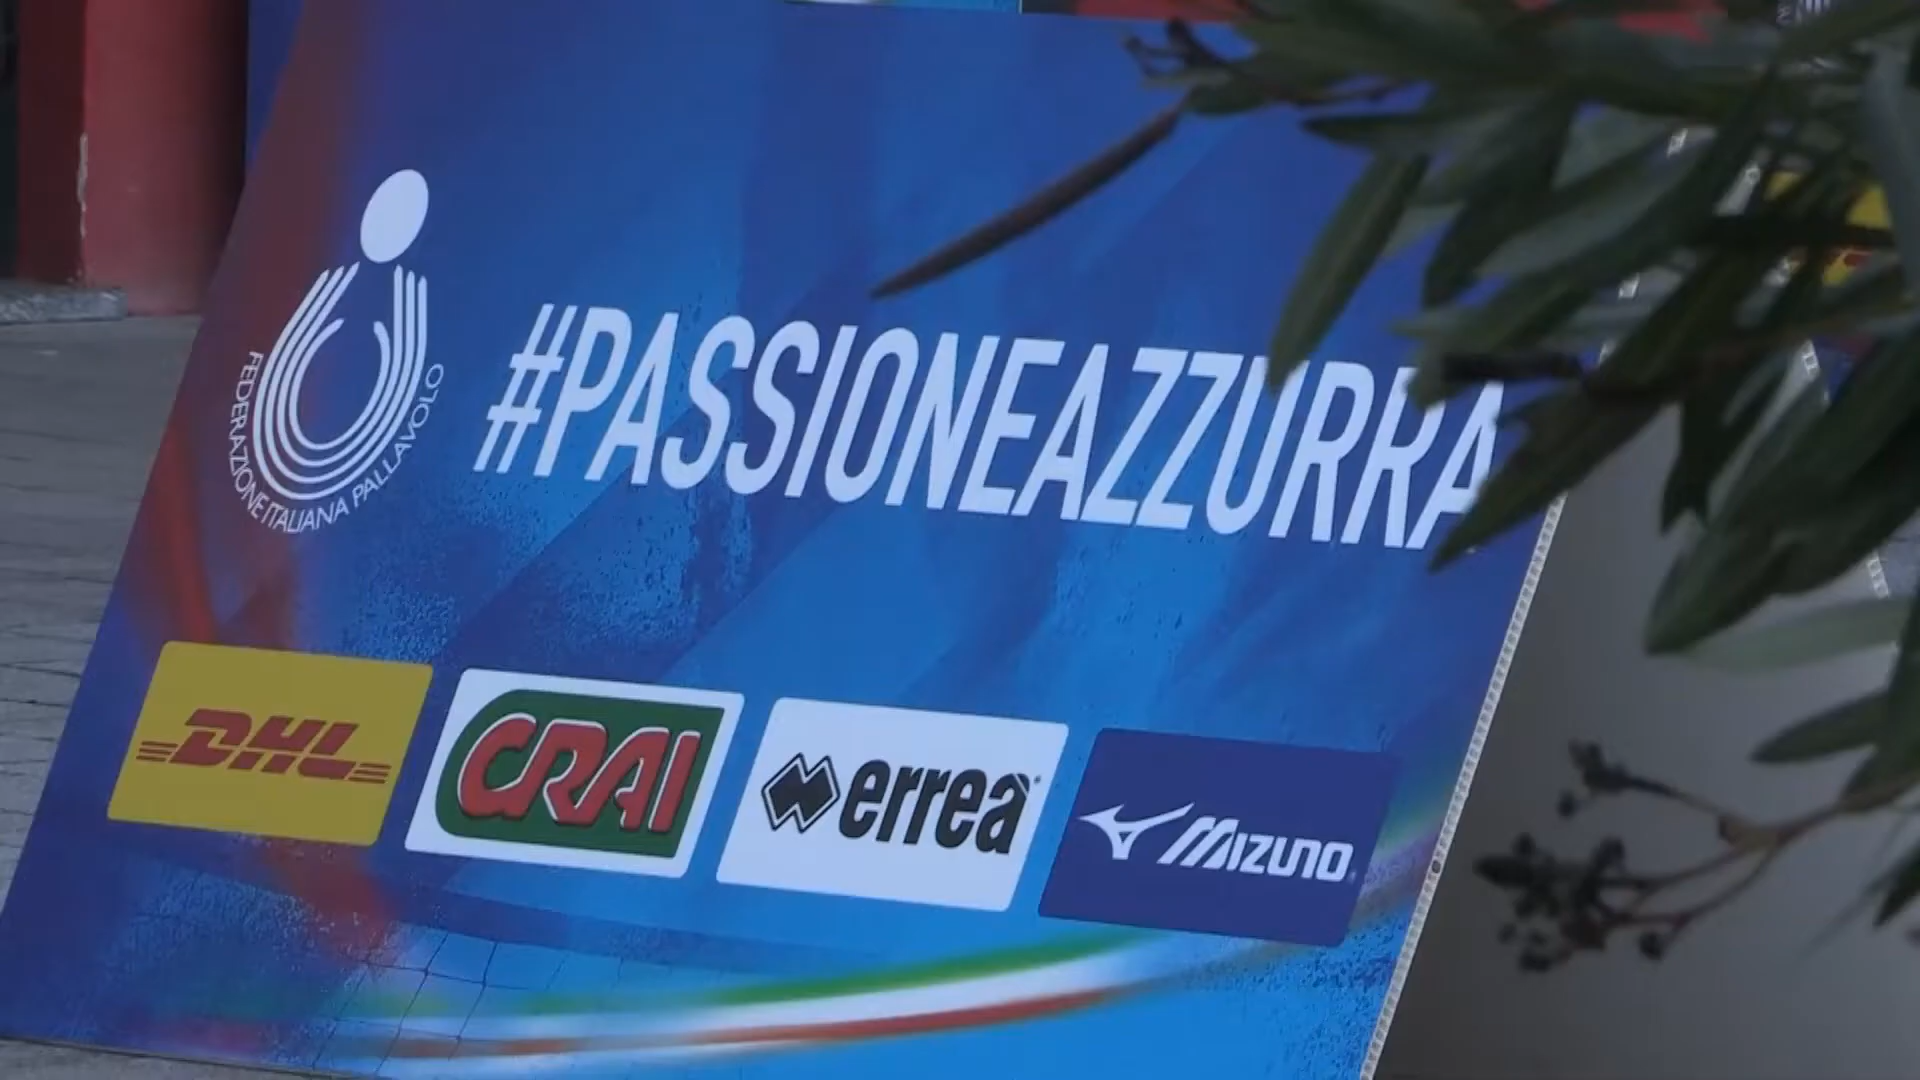 FEDERAZIONE ITALIANA PALLAVOLO
#PASSIONEAZZURRA
DHL
CRAI
erreà
MIZUNO